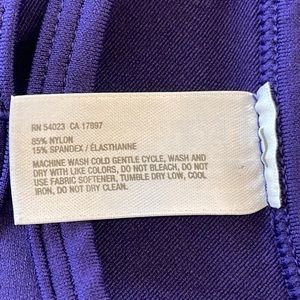 RN 54023 CA 17897
85% NYLON
15% SPANDEX / ÉLASTHANNE
MACHINE WASH COLD GENTLE CYCLE, WASH AND
DRY WITH LIKE COLORS, DO NOT BLEACH, DO NOT
USE FABRIC SOFTENER, TUMBLE DRY LOW, COOL
IRON, DO NOT DRY CLEAN.